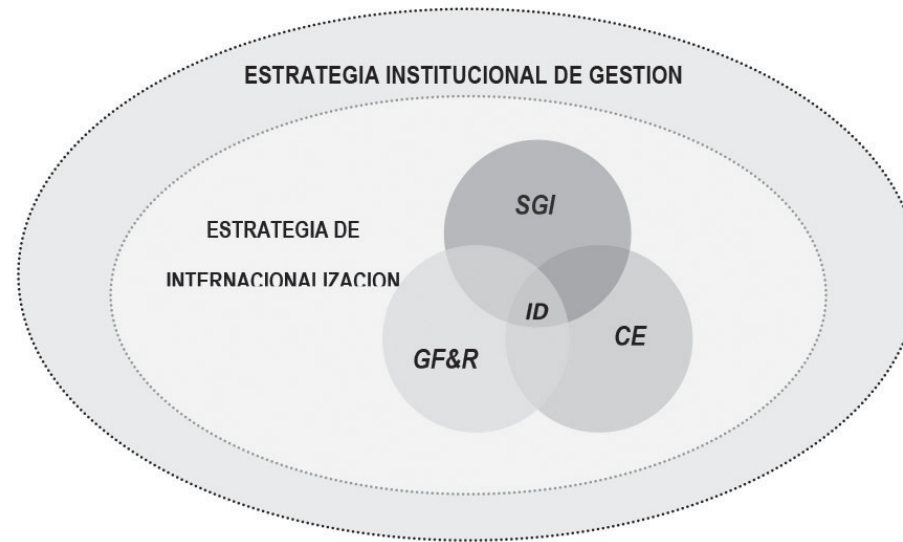 ESTRATEGIA INSTITUCIONAL DE GESTION
SGI
ESTRATEGIA DE
INTERNACIONALIZACION
ID
GF&R
CE